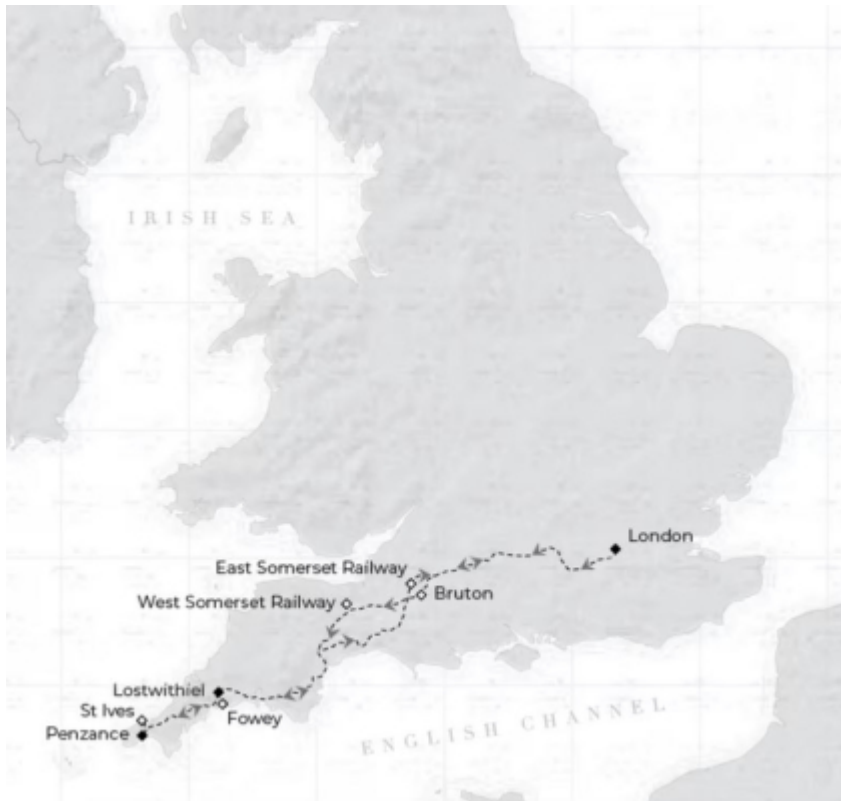 IRISH SEA
London
East Somerset Railway
Bruton
West Somerset Railway
Lostwithiel
St Ives
Fowey
Penzance
ENGLISH CHANNEL